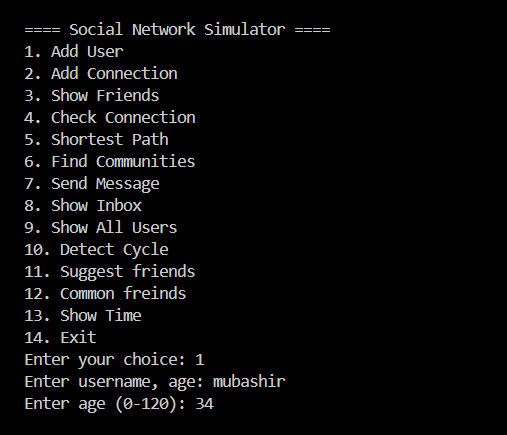 ==== Social Network Simulator ====
1. Add User
2. Add Connection
3. Show Friends
4. Check Connection
5. Shortest Path
6. Find Communities
7. Send Message
8. Show Inbox
9. Show All Users
10. Detect Cycle
11. Suggest friends
12. Common freinds
13. Show Time
14. Exit
Enter your choice: 1
Enter username, age: mubashir
Enter age (0-120): 34